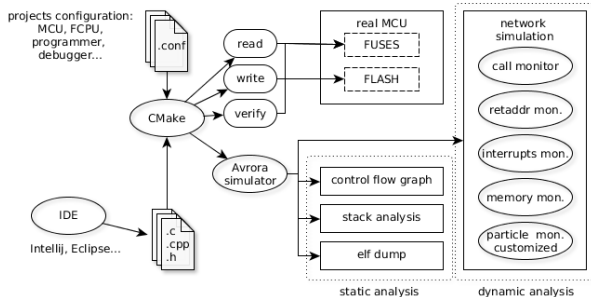 projects configuration:
MCU, FCPU,
programmer,
debugger...
.conf
read
write
verify
real MCU
FUSES
FLASH
network
simulation
call monitor
retaddr mon.
interrupts mon.
memory mon.
particle mon.
customized
CMake
Avrora
simulator
control flow graph
stack analysis
elf dump
IDE
Intellij, Eclipse...
.c
.cpp
.h
static analysis
dynamic analysis